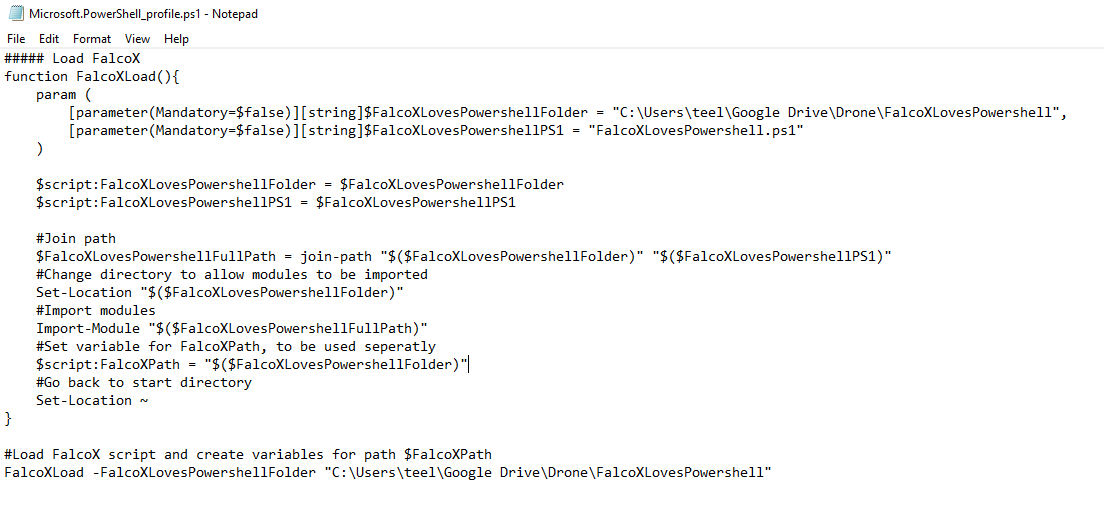 Microsoft.PowerShell_profile.ps1 - Notepad
File Edit Format View Help
##### Load FalcoX
function FalcoXLoad(){
    param (
        [parameter(Mandatory=$false)][string]$FalcoXLovesPowershellFolder = "C:\Users\teel\Google Drive\Drone\FalcoXLovesPowershell",
        [parameter(Mandatory=$false)][string]$FalcoXLovesPowershellPS1 = "FalcoXLovesPowershell.ps1"
    )

    $script:FalcoXLovesPowershellFolder = $FalcoXLovesPowershellFolder
    $script:FalcoXLovesPowershellPS1 = $FalcoXLovesPowershellPS1

    #Join path
    $FalcoXLovesPowershellFullPath = join-path "$($FalcoXLovesPowershellFolder)" "$($FalcoXLovesPowershellPS1)"
    #Change directory to allow modules to be imported
    Set-Location "$($FalcoXLovesPowershellFolder)"
    #Import modules
    Import-Module "$($FalcoXLovesPowershellFullPath)"
    #Set variable for FalcoXPath, to be used seperatly
    $script:FalcoXPath = "$($FalcoXLovesPowershellFolder)"
    #Go back to start directory
    Set-Location ~
}

#Load FalcoX script and create variables for path $FalcoXPath
FalcoXLoad -FalcoXLovesPowershellFolder "C:\Users\teel\Google Drive\Drone\FalcoXLovesPowershell"